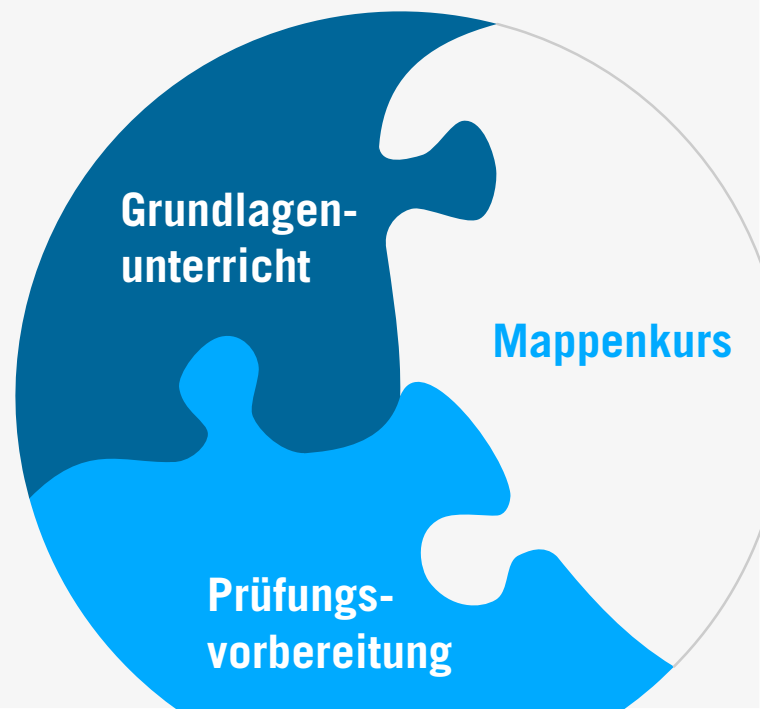 Grundlagen-
unterricht
Mappenkurs
Prüfungs-
vorbereitung